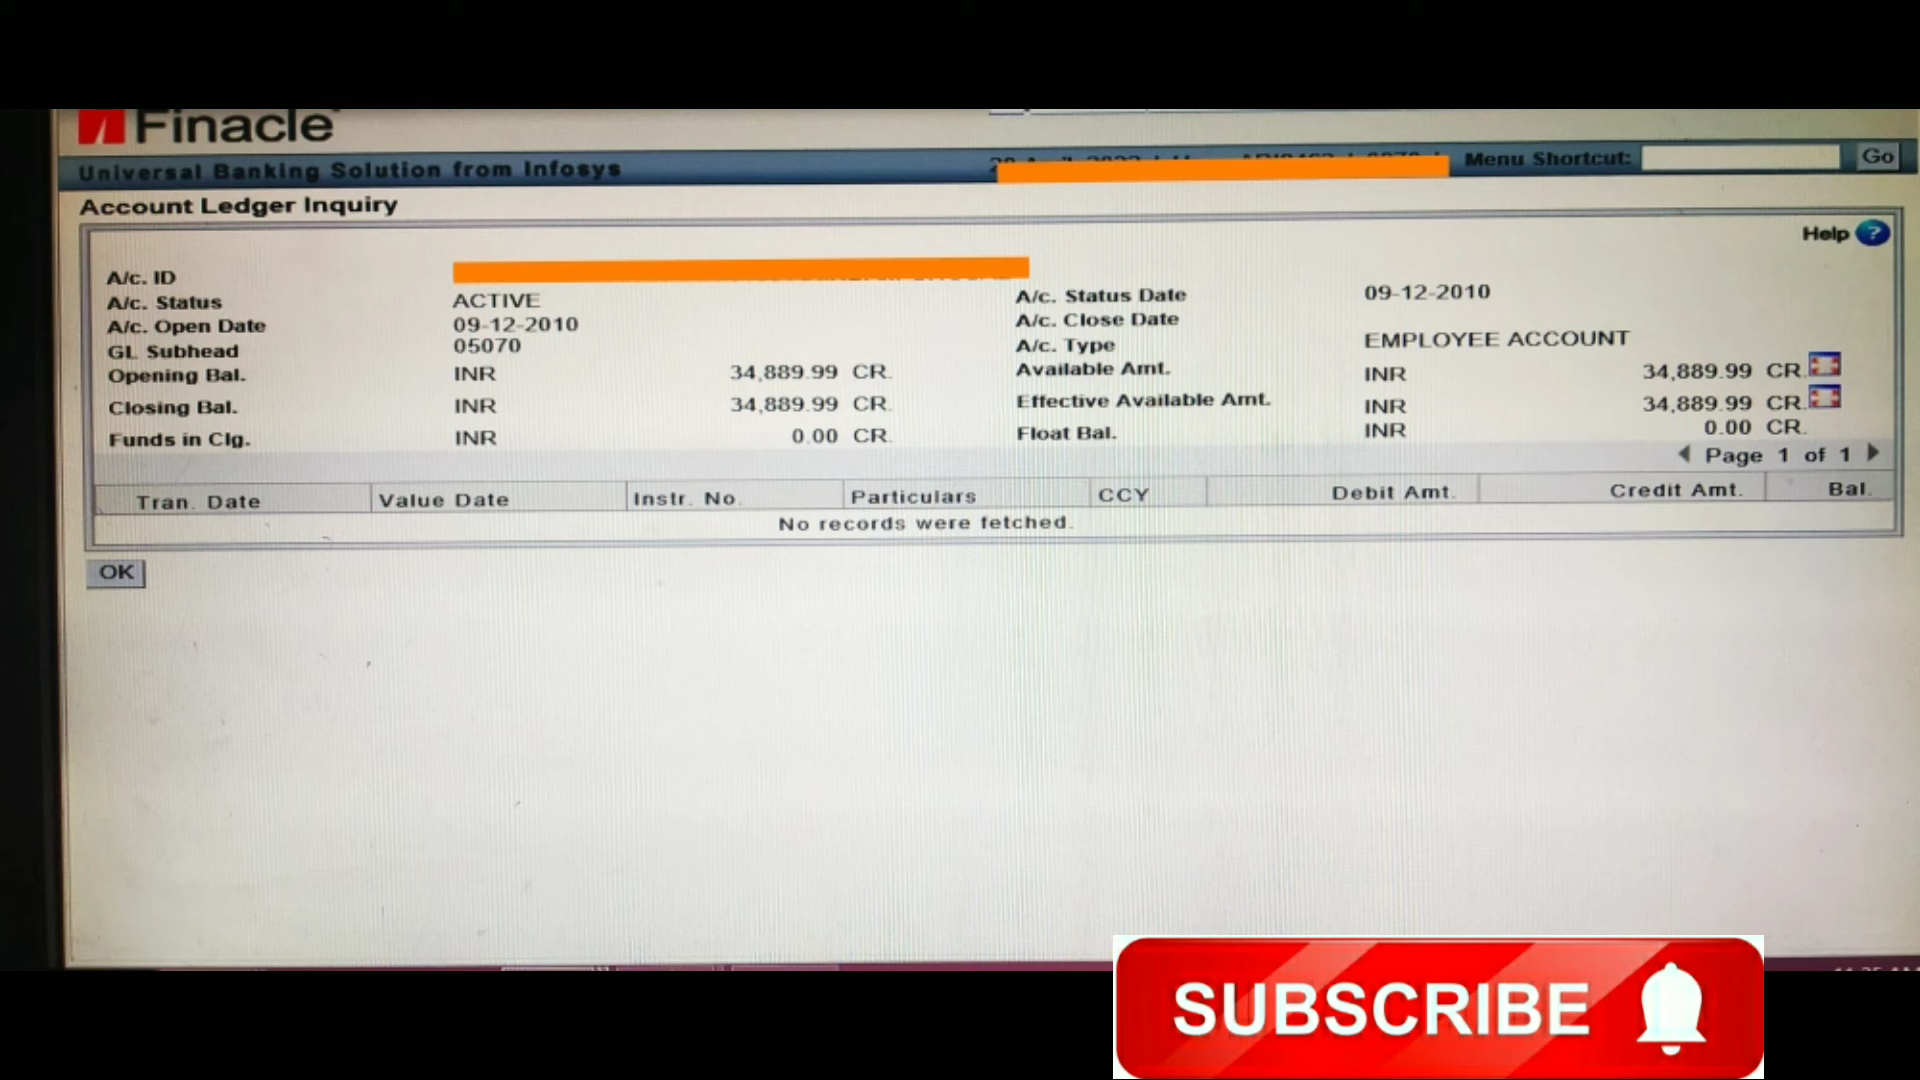 Finacle
Universal Banking Solution from Infosys
Menu Shortcut: Go
Account Ledger Inquiry
Help ?
A/c. ID
A/c. Status ACTIVE A/c. Status Date 09-12-2010
A/c. Open Date 09-12-2010 A/c. Close Date
GL Subhead 05070 A/c. Type EMPLOYEE ACCOUNT
Opening Bal. INR 34,889.99 CR. Available Amt. INR 34,889.99 CR.
Closing Bal. INR 34,889.99 CR. Effective Available Amt. INR 34,889.99 CR.
Funds in Clg. INR 0.00 CR. Float Bal. INR 0.00 CR.
Page 1 of 1
Tran. Date Value Date Instr. No. Particulars CCY Debit Amt. Credit Amt. Bal.
No records were fetched.
OK
SUBSCRIBE